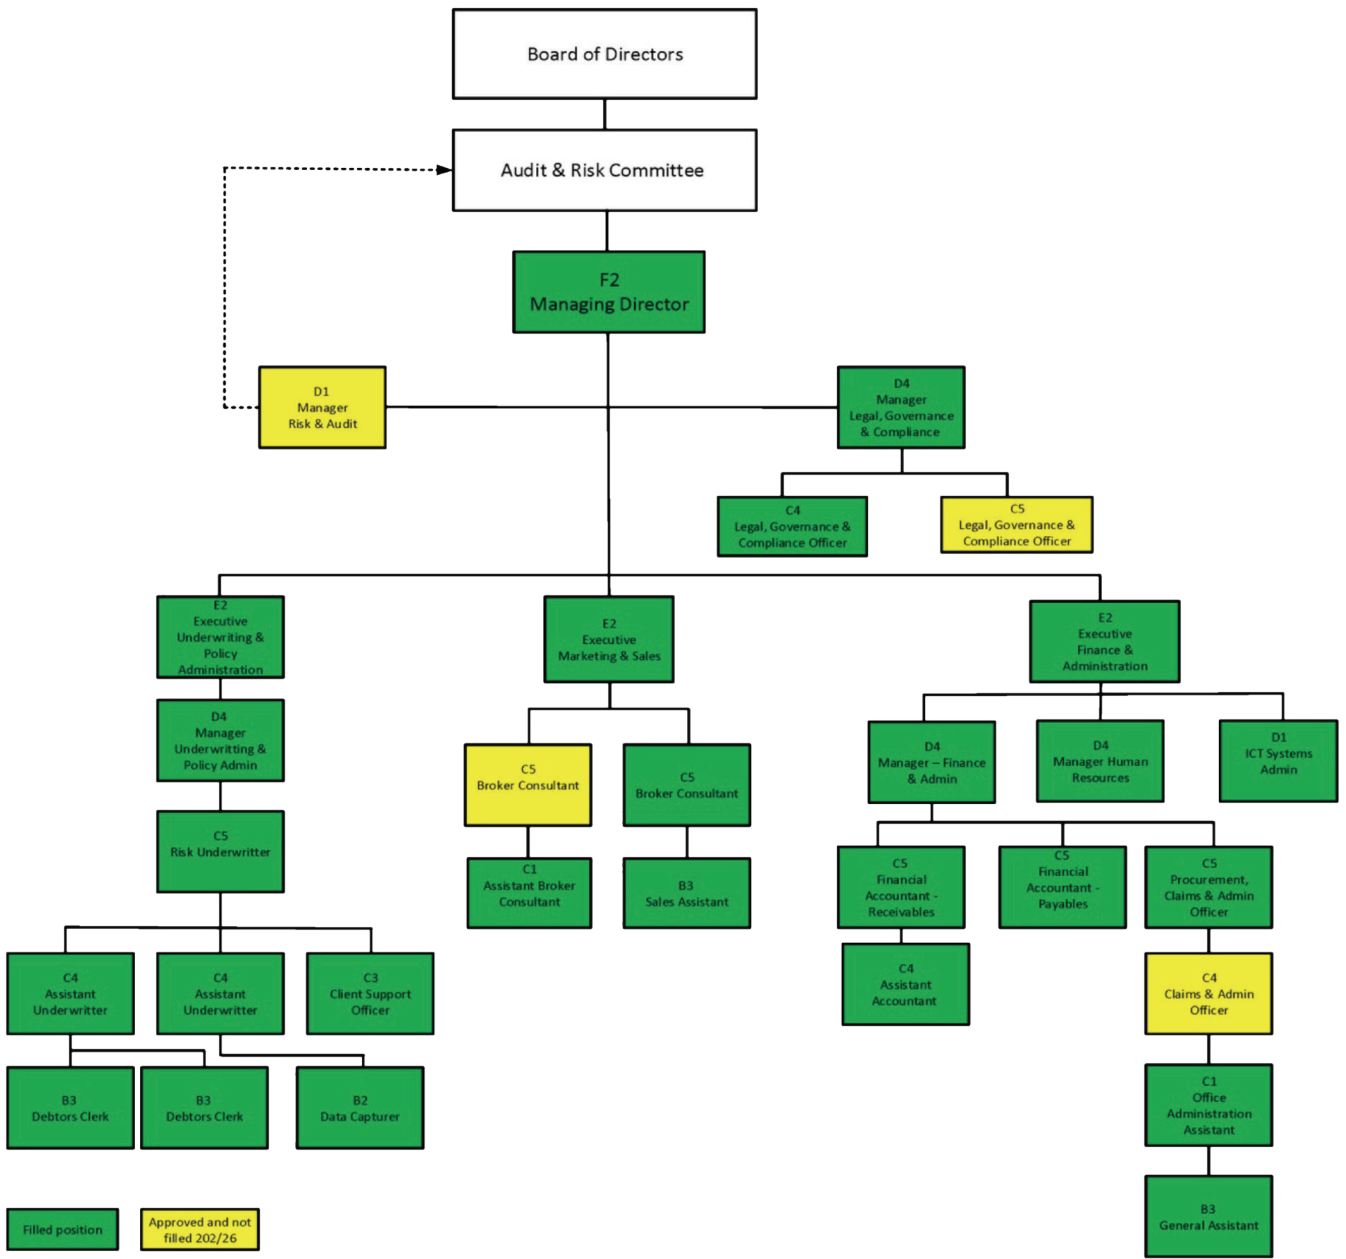 Board of Directors
Audit & Risk Committee
F2
Managing Director
D1
Manager
Risk & Audit
D4
Manager
Legal, Governance
& Compliance
C4
Legal, Governance &
Compliance Officer
C5
Legal, Governance &
Compliance Officer
E2
Executive
Underwriting &
Policy
Administration
E2
Executive
Marketing & Sales
E2
Executive
Finance &
Administration
D4
Manager
Underwritting &
Policy Admin
C5
Risk Underwritter
C4
Assistant
Underwritter
C4
Assistant
Underwritter
C3
Client Support
Officer
B3
Debtors Clerk
B3
Debtors Clerk
B2
Data Capturer
C5
Broker Consultant
C5
Broker Consultant
C1
Assistant Broker
Consultant
B3
Sales Assistant
D4
Manager – Finance
& Admin
D4
Manager Human
Resources
D1
ICT Systems
Admin
C5
Financial
Accountant -
Receivables
C5
Financial
Accountant -
Payables
C5
Procurement,
Claims & Admin
Officer
C4
Assistant
Accountant
C4
Claims & Admin
Officer
C1
Office
Administration
Assistant
B3
General Assistant
Filled position
Approved and not
filled 202/26